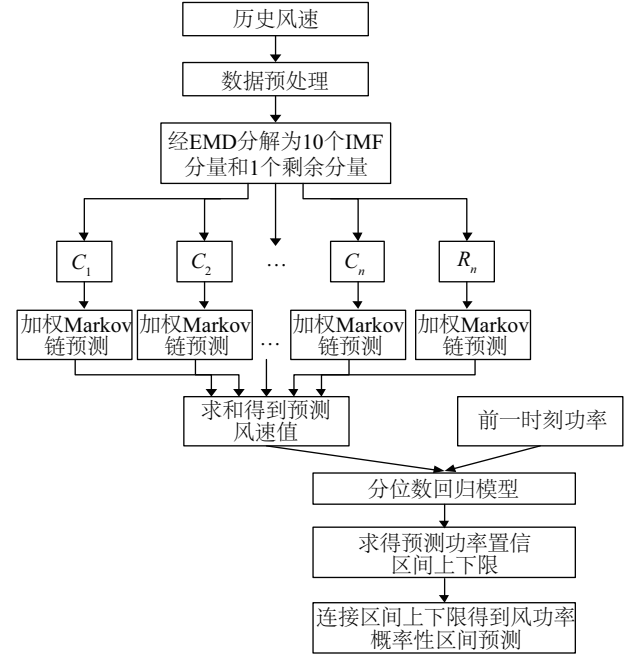 历史风速
数据预处理
经EMD分解为10个IMF
分量和1个剩余分量
C1
C2
…
Cn
Rn
加权Markov
链预测
加权Markov
链预测
…
加权Markov
链预测
加权Markov
链预测
求和得到预测
风速值
前一时刻功率
分位数回归模型
求得预测功率置信
区间上下限
连接区间上下限得到风功率
概率性区间预测